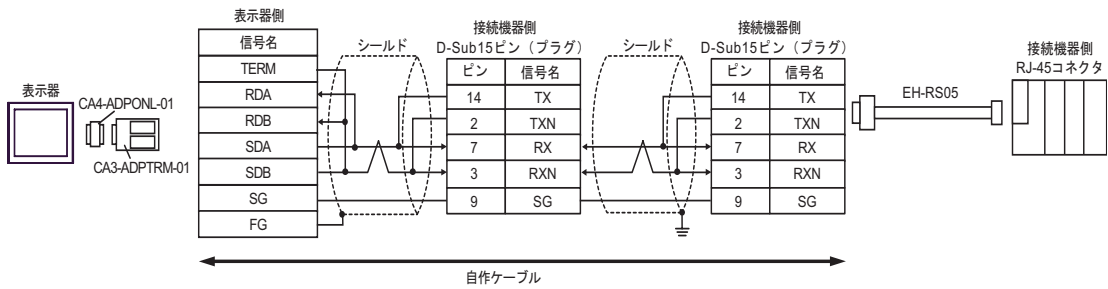 表示器
CA4-ADPONL-01
CA3-ADPTRM-01
表示器側
信号名
TERM
RDA
RDB
SDA
SDB
SG
FG
シールド
接続機器側
D-Sub15ピン（プラグ）
ピン 信号名
14 TX
2 TXN
7 RX
3 RXN
9 SG
シールド
接続機器側
D-Sub15ピン（プラグ）
ピン 信号名
14 TX
2 TXN
7 RX
3 RXN
9 SG
EH-RS05
接続機器側
RJ-45コネクタ
自作ケーブル